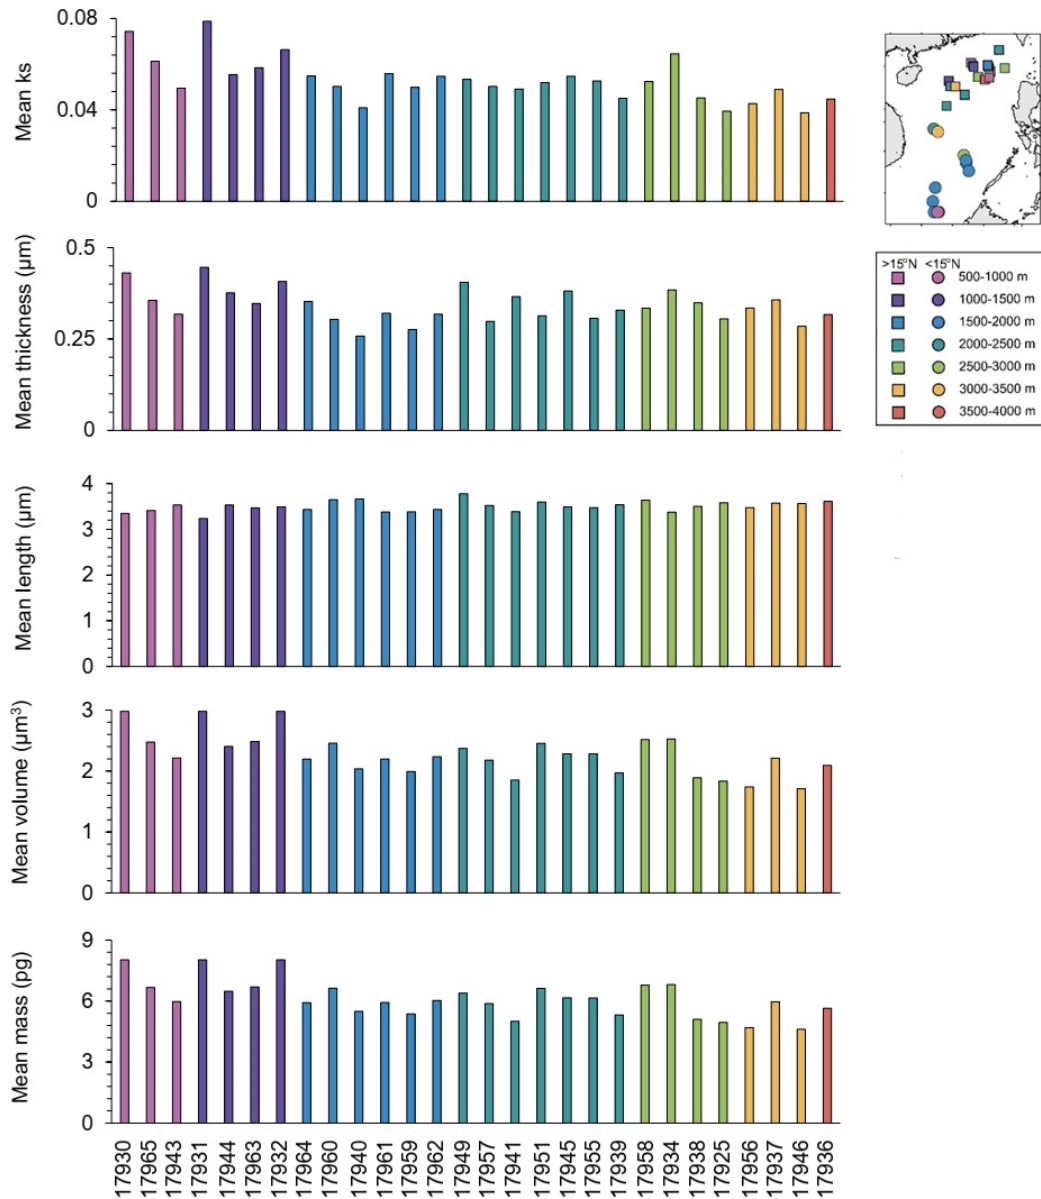 Mean ks
0.08
0.04
0
Mean thickness (µm)
0.5
0.25
0
Mean length (µm)
4
3
2
1
0
Mean volume (µm³)
3
2
1
0
Mean mass (pg)
9
6
3
0
17930 17965 17943 17931 17944 17963 17932 17964 17960 17940 17961 17959 17962 17949 17957 17941 17951 17945 17955 17939 17958 17934 17938 17925 17956 17937 17946 17936
>15°N <15°N
500-1000 m
1000-1500 m
1500-2000 m
2000-2500 m
2500-3000 m
3000-3500 m
3500-4000 m